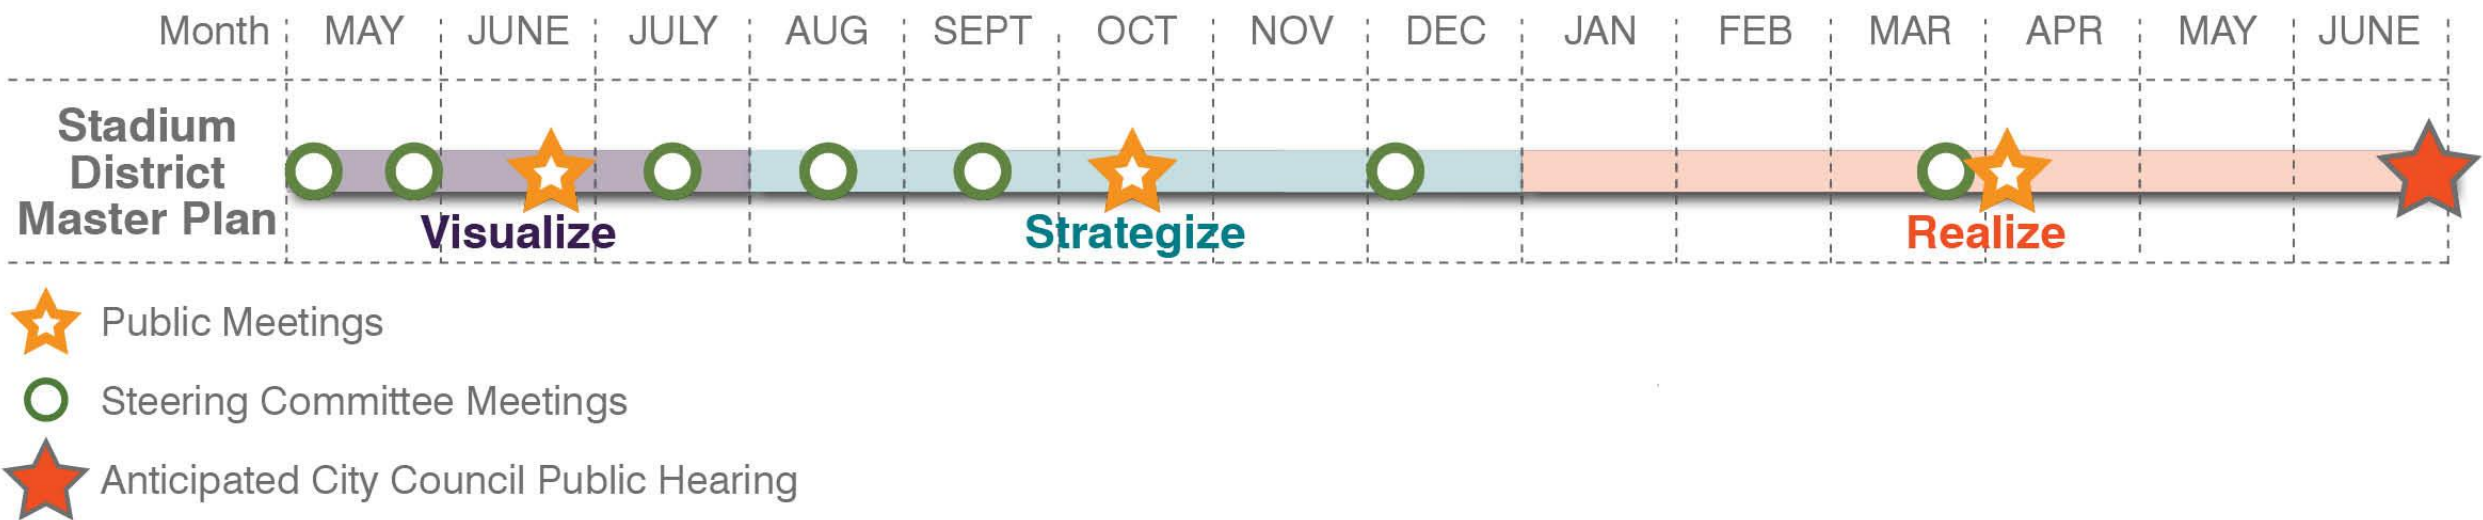 Month MAY JUNE JULY AUG SEPT OCT NOV DEC JAN FEB MAR APR MAY JUNE
Stadium
District
Master Plan
Visualize Strategize Realize
Public Meetings
Steering Committee Meetings
Anticipated City Council Public Hearing